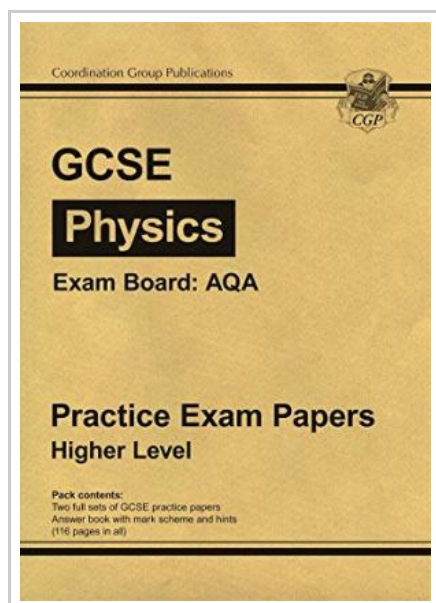 Coordination Group Publications
CGP
GCSE
Physics
Exam Board: AQA
Practice Exam Papers
Higher Level
Pack contents:
Two full sets of GCSE practice papers
Answer book with mark scheme and hints
(116 pages in all)